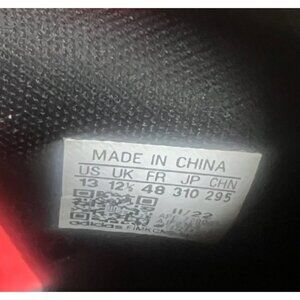 MADE IN CHINA
US UK FR JP CHN
13 12½ 48 310 295
11/22
adidas